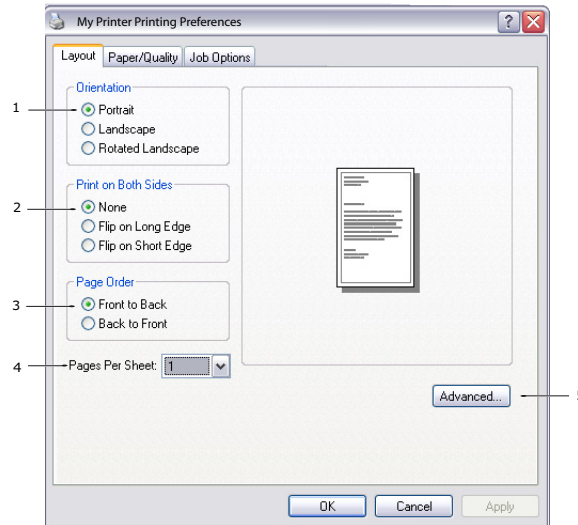 My Printer Printing Preferences
Layout Paper/Quality Job Options
Orientation
1 Portrait
Landscape
Rotated Landscape
Print on Both Sides
2 None
Flip on Long Edge
Flip on Short Edge
Page Order
3 Front to Back
Back to Front
4 Pages Per Sheet: 1
Advanced...
OK Cancel Apply